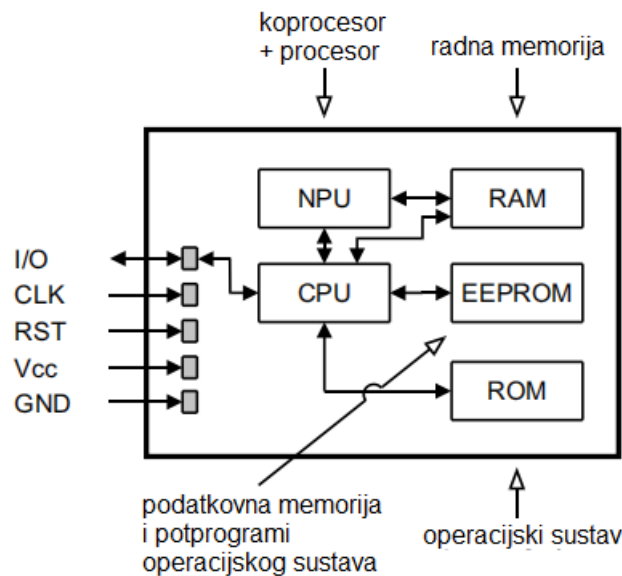 koprocesor
+ procesor
radna memorija
NPU
RAM
I/O
CLK
RST
Vcc
GND
CPU
EEPROM
ROM
podatkovna memorija
i potprogrami
operacijskog sustava
operacijski sustav